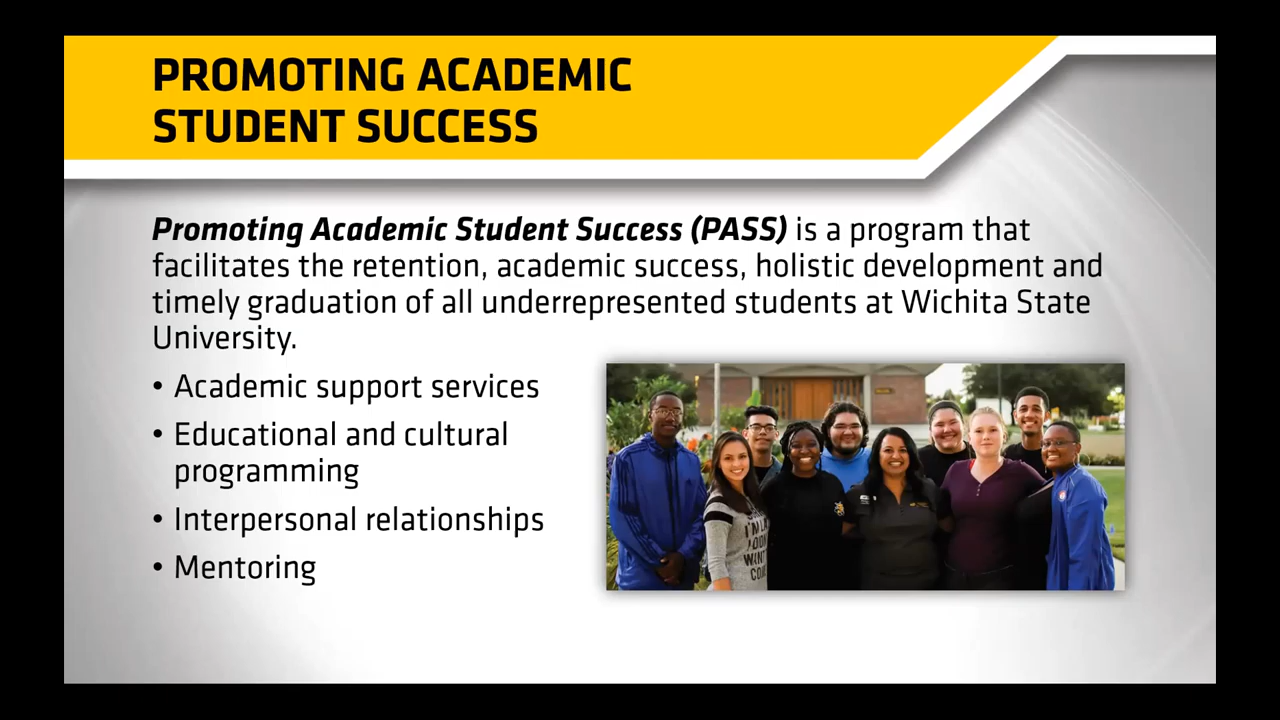 PROMOTING ACADEMIC
STUDENT SUCCESS
Promoting Academic Student Success (PASS) is a program that
facilitates the retention, academic success, holistic development and
timely graduation of all underrepresented students at Wichita State
University.
• Academic support services
• Educational and cultural
programming
• Interpersonal relationships
• Mentoring
I'M
WANT